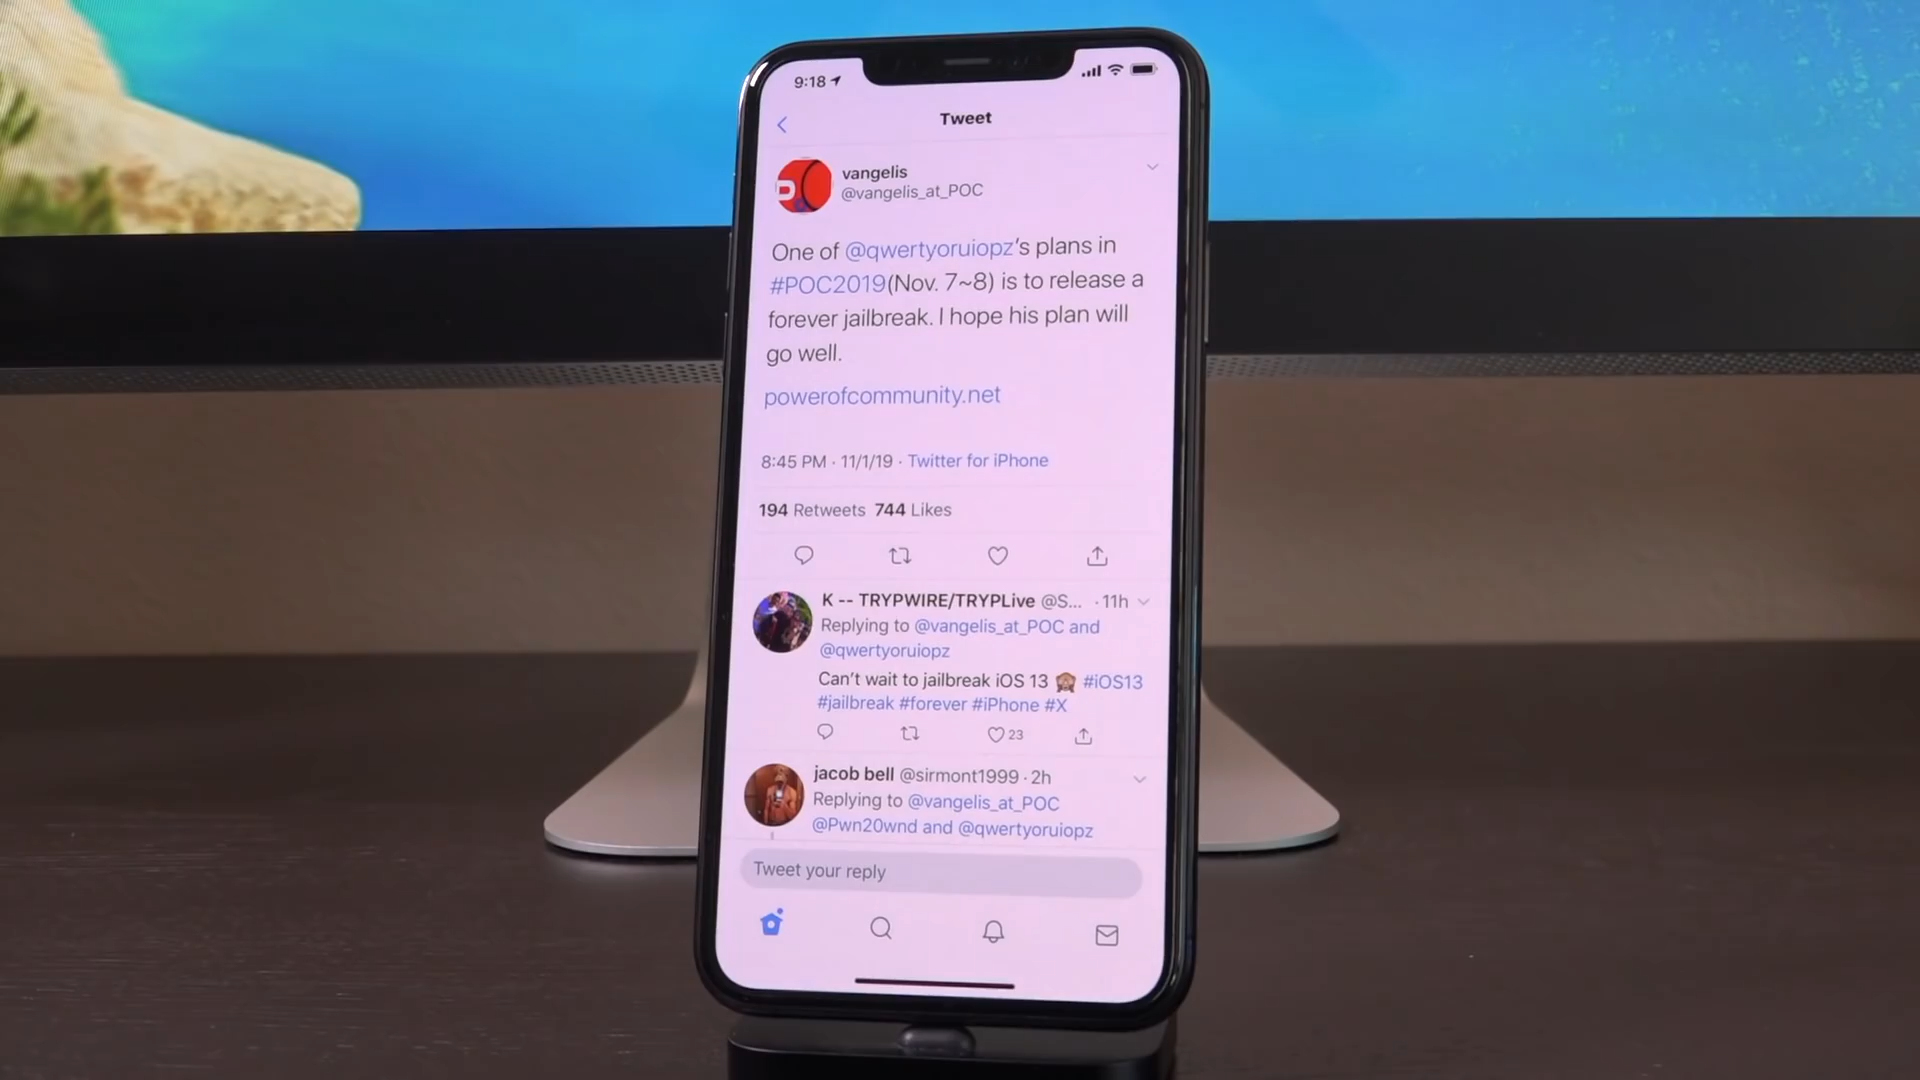 9:18
Tweet
vangelis
@vangelis_at_POC
One of @qwertyoruiopz's plans in
#POC2019(Nov. 7~8) is to release a
forever jailbreak. I hope his plan will
go well.
powerofcommunity.net
8:45 PM · 11/1/19 · Twitter for iPhone
194 Retweets 744 Likes
K -- TRYPWIRE/TRYPLive @S... · 11h
Replying to @vangelis_at_POC and
@qwertyoruiopz
Can't wait to jailbreak iOS 13 🙈 #iOS13
#jailbreak #forever #iPhone #X
23
jacob bell @sirmont1999 · 2h
Replying to @vangelis_at_POC
@Pwn20wnd and @qwertyoruiopz
Tweet your reply